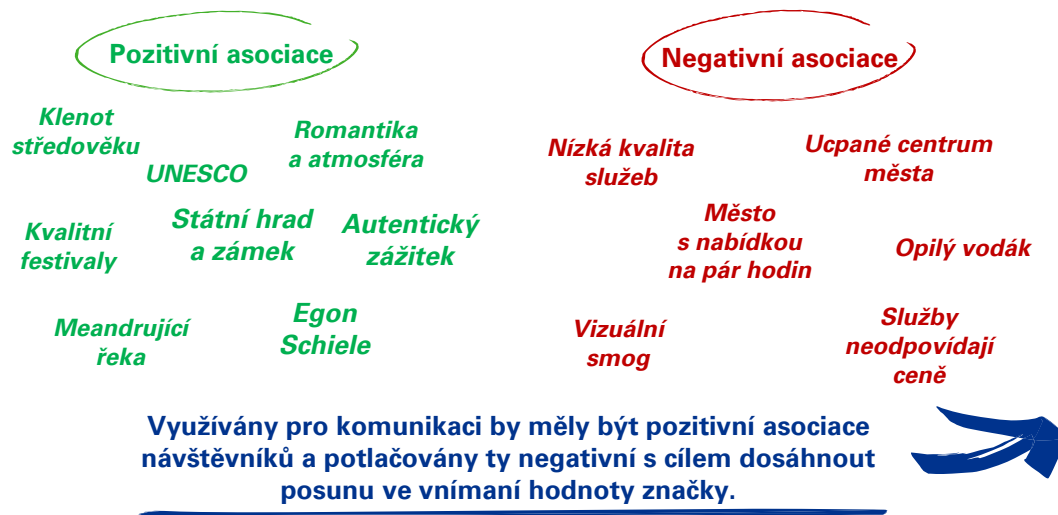 Pozitivní asociace
Klenot
středověku
UNESCO
Romantika
a atmosféra
Kvalitní
festivaly
Státní hrad
a zámek
Autentický
zážitek
Meandrující
řeka
Egon
Schiele
Negativní asociace
Nízká kvalita
služeb
Ucpané centrum
města
Město
s nabídkou
na pár hodin
Opilý vodák
Vizuální
smog
Služby
neodpovídají
ceně
Využívány pro komunikaci by měly být pozitivní asociace
návštěvníků a potlačovány ty negativní s cílem dosáhnout
posunu ve vnímaní hodnoty značky.